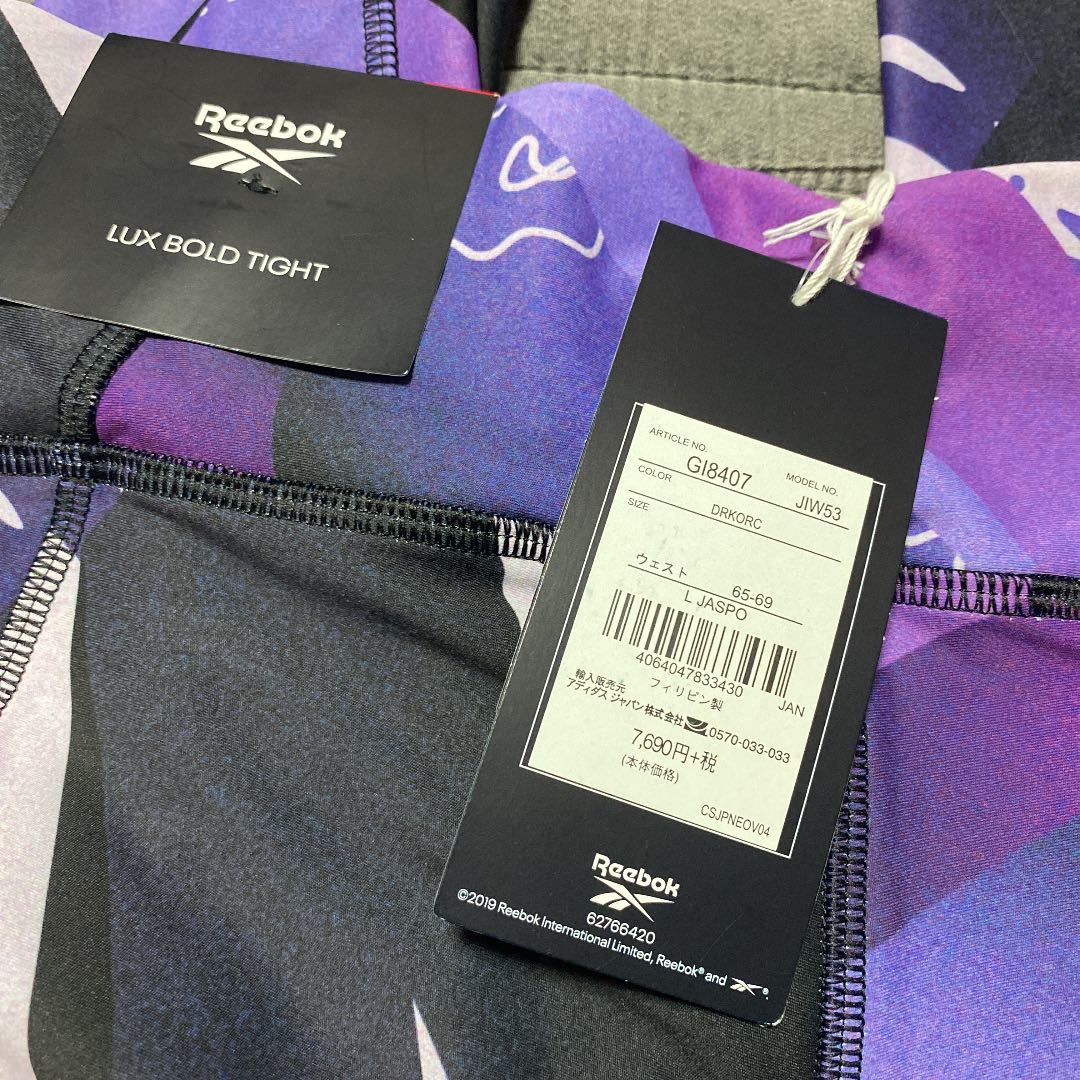 Reebok
LUX BOLD TIGHT
ARTICLE NO. GI8407 MODEL NO. JIW53
COLOR DRKORC
SIZE
ウェスト 65-69
L JASPO
4064047833430 JAN
輸入販売元 フィリピン製
アディダス ジャパン株式会社 0570-033-033
7,690円+税
(本体価格)
CSJPNEOV04
Reebok
62766420
©2019 Reebok International Limited, Reebok® and ®.